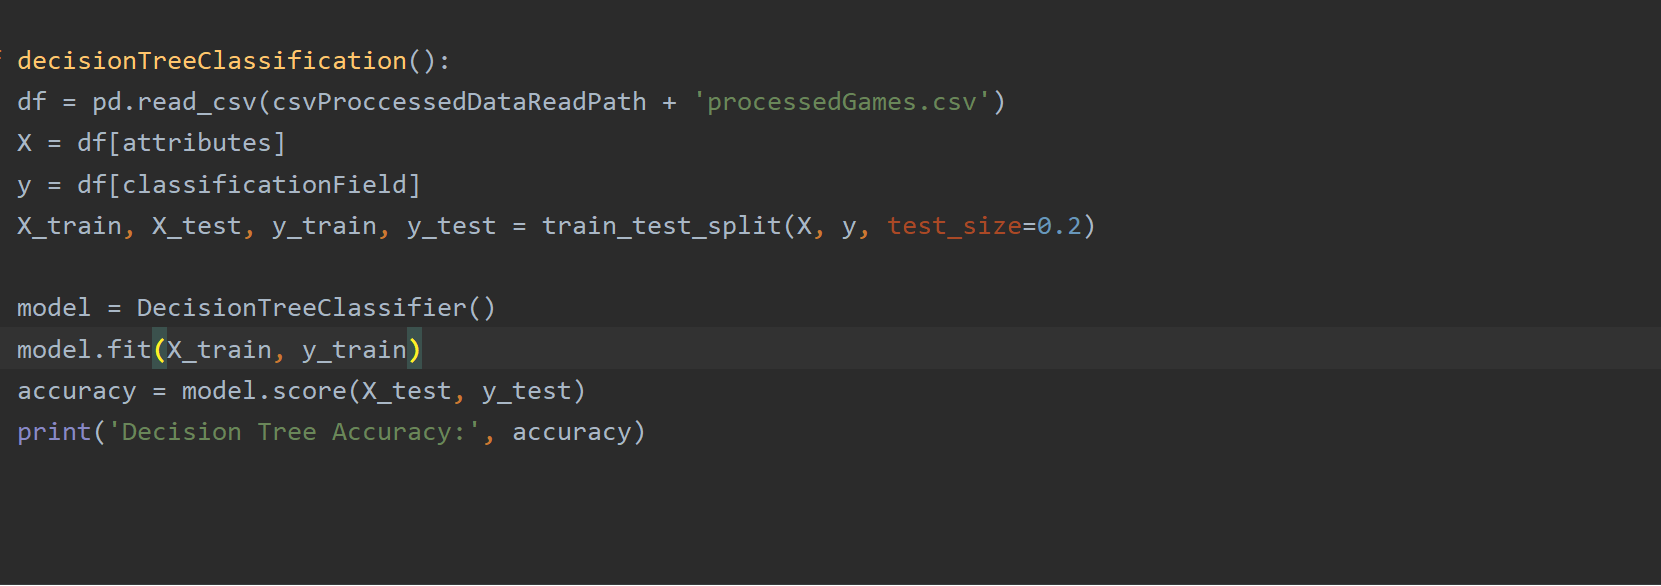 decisionTreeClassification():
df = pd.read_csv(csvProccessedDataReadPath + 'processedGames.csv')
X = df[attributes]
y = df[classificationField]
X_train, X_test, y_train, y_test = train_test_split(X, y, test_size=0.2)
model = DecisionTreeClassifier()
model.fit(X_train, y_train)
accuracy = model.score(X_test, y_test)
print('Decision Tree Accuracy:', accuracy)